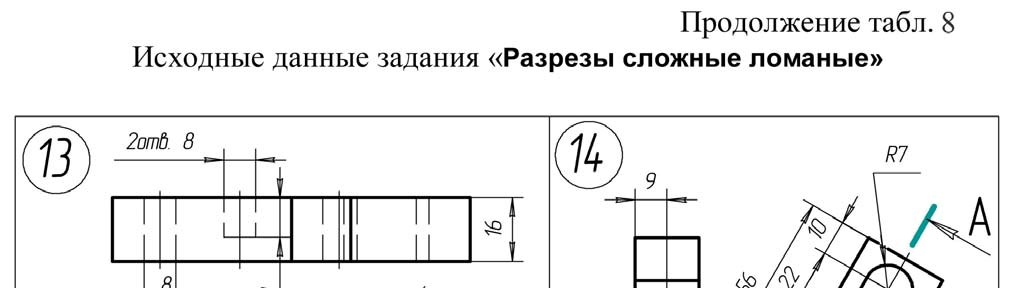 Продолжение табл. 8
Исходные данные задания «Разрезы сложные ломаные»
13
2отв. 8
16
8
14
9
R7
A
10
22
56